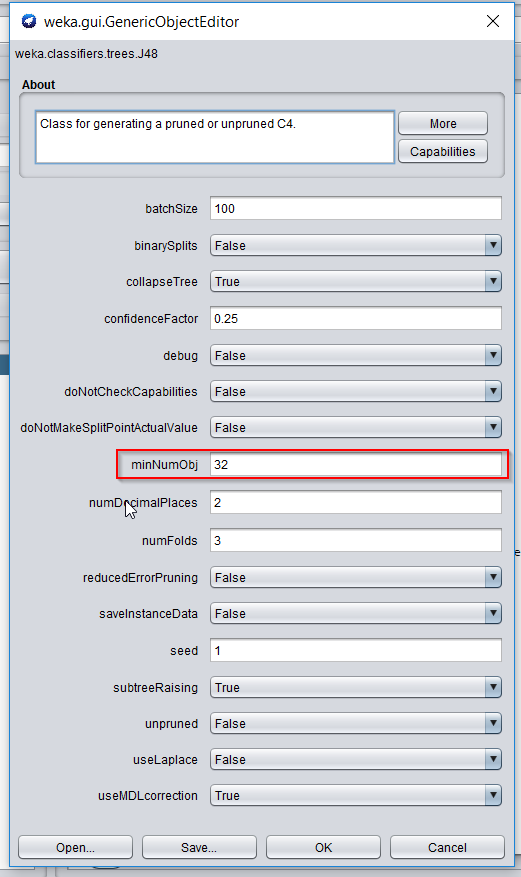 weka.gui.GenericObjectEditor
weka.classifiers.trees.J48
About
Class for generating a pruned or unpruned C4.
More
Capabilities
batchSize 100
binarySplits False
collapseTree True
confidenceFactor 0.25
debug False
doNotCheckCapabilities False
doNotMakeSplitPointActualValue False
minNumObj 32
numDecimalPlaces 2
numFolds 3
reducedErrorPruning False
saveInstanceData False
seed 1
subtreeRaising True
unpruned False
useLaplace False
useMDLcorrection True
Open... Save... OK Cancel